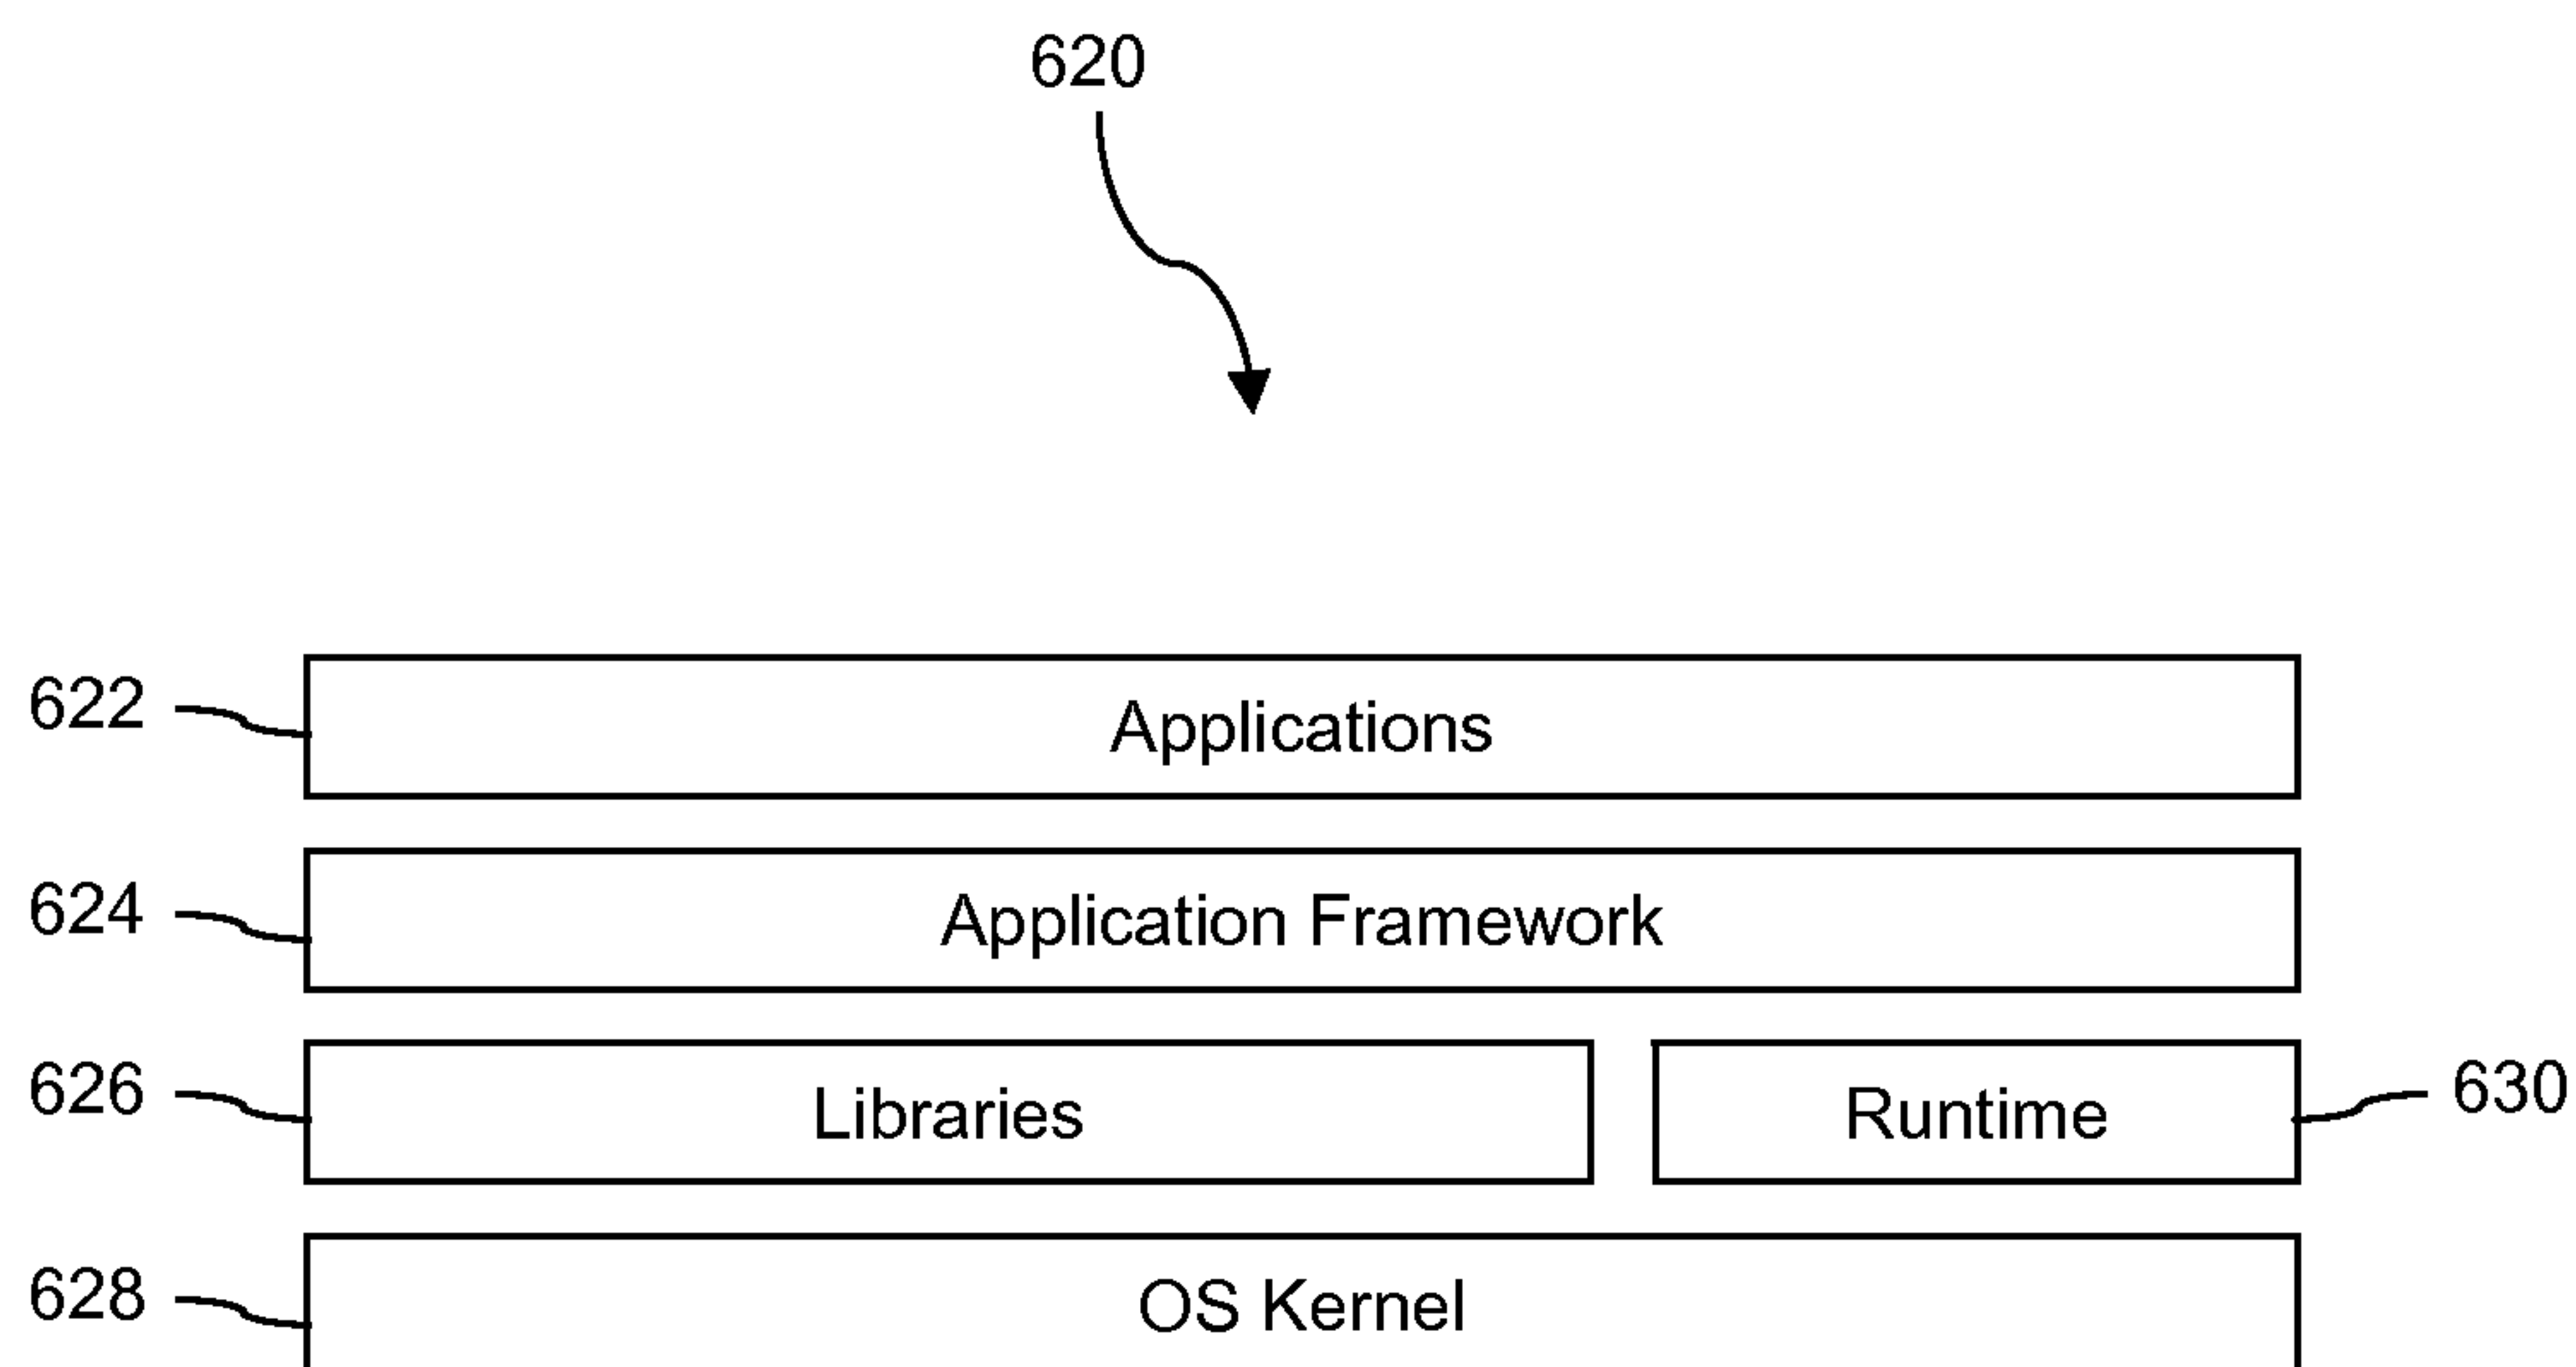 620
622 Applications
624 Application Framework
626 Libraries Runtime 630
628 OS Kernel